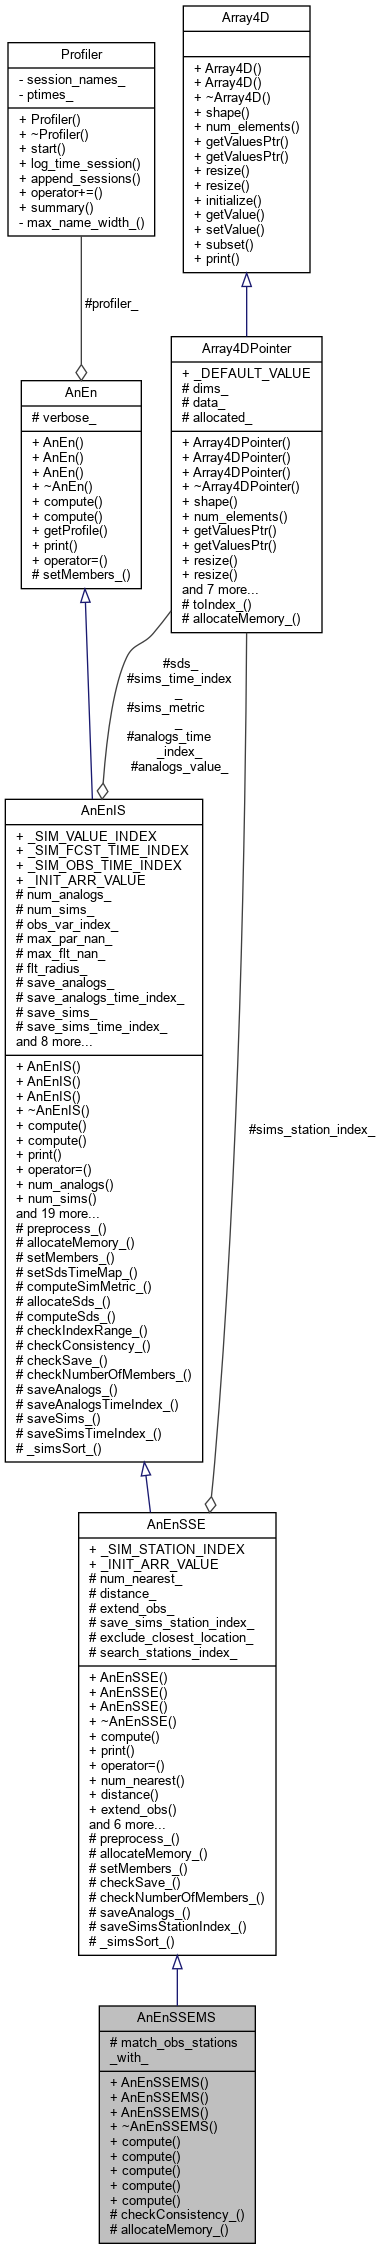 Array4D
+ Array4D()
+ Array4D()
+ ~Array4D()
+ shape()
+ num_elements()
+ getValuesPtr()
+ getValuesPtr()
+ resize()
+ resize()
+ initialize()
+ getValue()
+ setValue()
+ subset()
+ print()
Profiler
- session_names_
- ptimes_
+ Profiler()
+ ~Profiler()
+ start()
+ log_time_session()
+ append_sessions()
+ operator+=()
+ summary()
- max_name_width_()
#profiler_
Array4DPointer
+ _DEFAULT_VALUE
# dims_
# data_
# allocated_
+ Array4DPointer()
+ Array4DPointer()
+ Array4DPointer()
+ ~Array4DPointer()
+ shape()
+ num_elements()
+ getValuesPtr()
+ getValuesPtr()
+ resize()
+ resize()
and 7 more...
# toIndex_()
# allocateMemory_()
AnEn
# verbose_
+ AnEn()
+ AnEn()
+ AnEn()
+ ~AnEn()
+ compute()
+ compute()
+ getProfile()
+ print()
+ operator=()
# setMembers_()
#sds_
#sims_time_index
_
#sims_metric
_
#analogs_time
_index_
#analogs_value_
AnEnIS
+ _SIM_VALUE_INDEX
+ _SIM_FCST_TIME_INDEX
+ _SIM_OBS_TIME_INDEX
+ _INIT_ARR_VALUE
# num_analogs_
# num_sims_
# obs_var_index_
# max_par_nan_
# max_flt_nan_
# flt_radius_
# save_analogs_
# save_analogs_time_index_
# save_sims_
# save_sims_time_index_
and 8 more...
+ AnEnIS()
+ AnEnIS()
+ AnEnIS()
+ ~AnEnIS()
+ compute()
+ compute()
+ print()
+ operator=()
+ num_analogs()
+ num_sims()
and 19 more...
# preprocess_()
# allocateMemory_()
# setMembers_()
# setSdsTimeMap_()
# computeSimMetric_()
# allocateSds_()
# computeSds_()
# checkIndexRange_()
# checkConsistency_()
# checkSave_()
# checkNumberOfMembers_()
# saveAnalogs_()
# saveAnalogsTimeIndex_()
# saveSims_()
# saveSimsTimeIndex_()
# _simsSort_()
#sims_station_index_
AnEnSSE
+ _SIM_STATION_INDEX
+ _INIT_ARR_VALUE
# num_nearest_
# distance_
# extend_obs_
# save_sims_station_index_
# exclude_closest_location_
# search_stations_index_
+ AnEnSSE()
+ AnEnSSE()
+ AnEnSSE()
+ ~AnEnSSE()
+ compute()
+ print()
+ operator=()
+ num_nearest()
+ distance()
+ extend_obs()
and 6 more...
# preprocess_()
# allocateMemory_()
# setMembers_()
# checkSave_()
# checkNumberOfMembers_()
# saveAnalogs_()
# saveSimsStationIndex_()
# _simsSort_()
AnEnSSEMS
# match_obs_stations
_with_
+ AnEnSSEMS()
+ AnEnSSEMS()
+ AnEnSSEMS()
+ ~AnEnSSEMS()
+ compute()
+ compute()
+ compute()
+ compute()
+ compute()
# checkConsistency_()
# allocateMemory_()